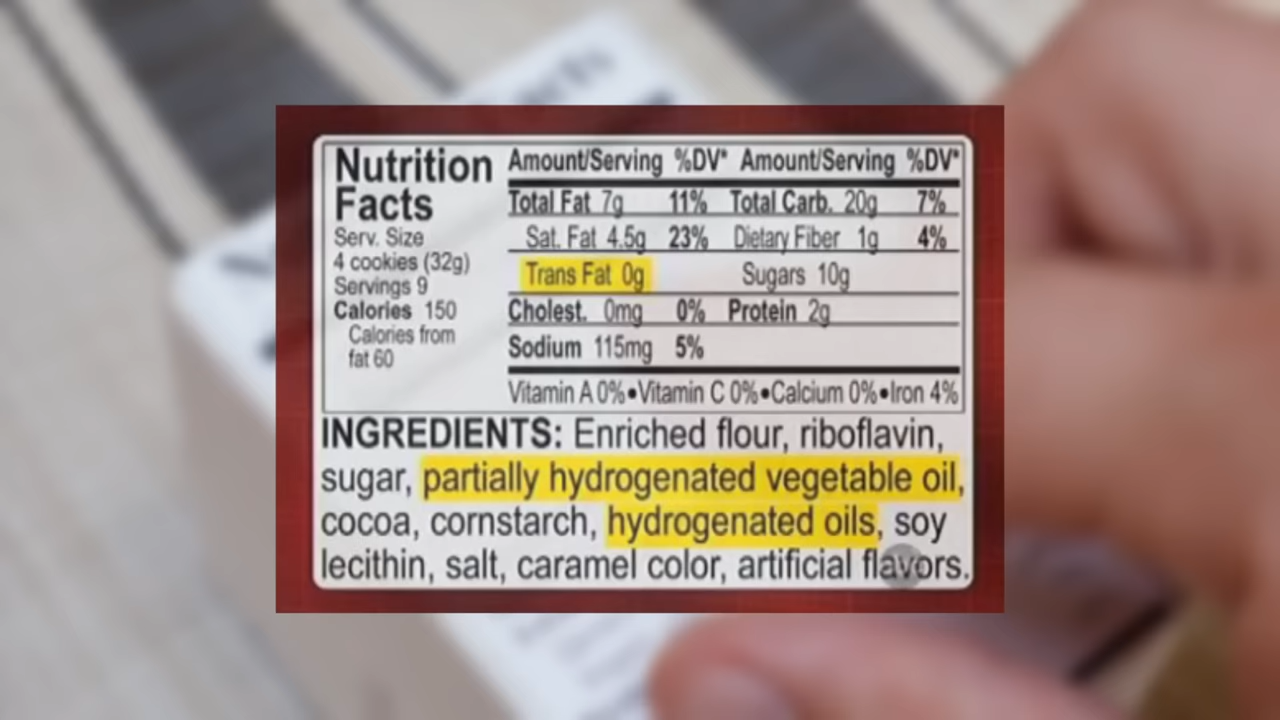 Nutrition
Facts
Serv. Size
4 cookies (32g)
Servings 9
Calories 150
Calories from
fat 60
Amount/Serving %DV* Amount/Serving %DV*
Total Fat 7g 11% Total Carb. 20g 7%
Sat. Fat 4.5g 23% Dietary Fiber 1g 4%
Trans Fat 0g Sugars 10g
Cholest. 0mg 0% Protein 2g
Sodium 115mg 5%
Vitamin A 0%•Vitamin C 0%•Calcium 0%•Iron 4%
INGREDIENTS: Enriched flour, riboflavin,
sugar, partially hydrogenated vegetable oil,
cocoa, cornstarch, hydrogenated oils, soy
lecithin, salt, caramel color, artificial flavors.